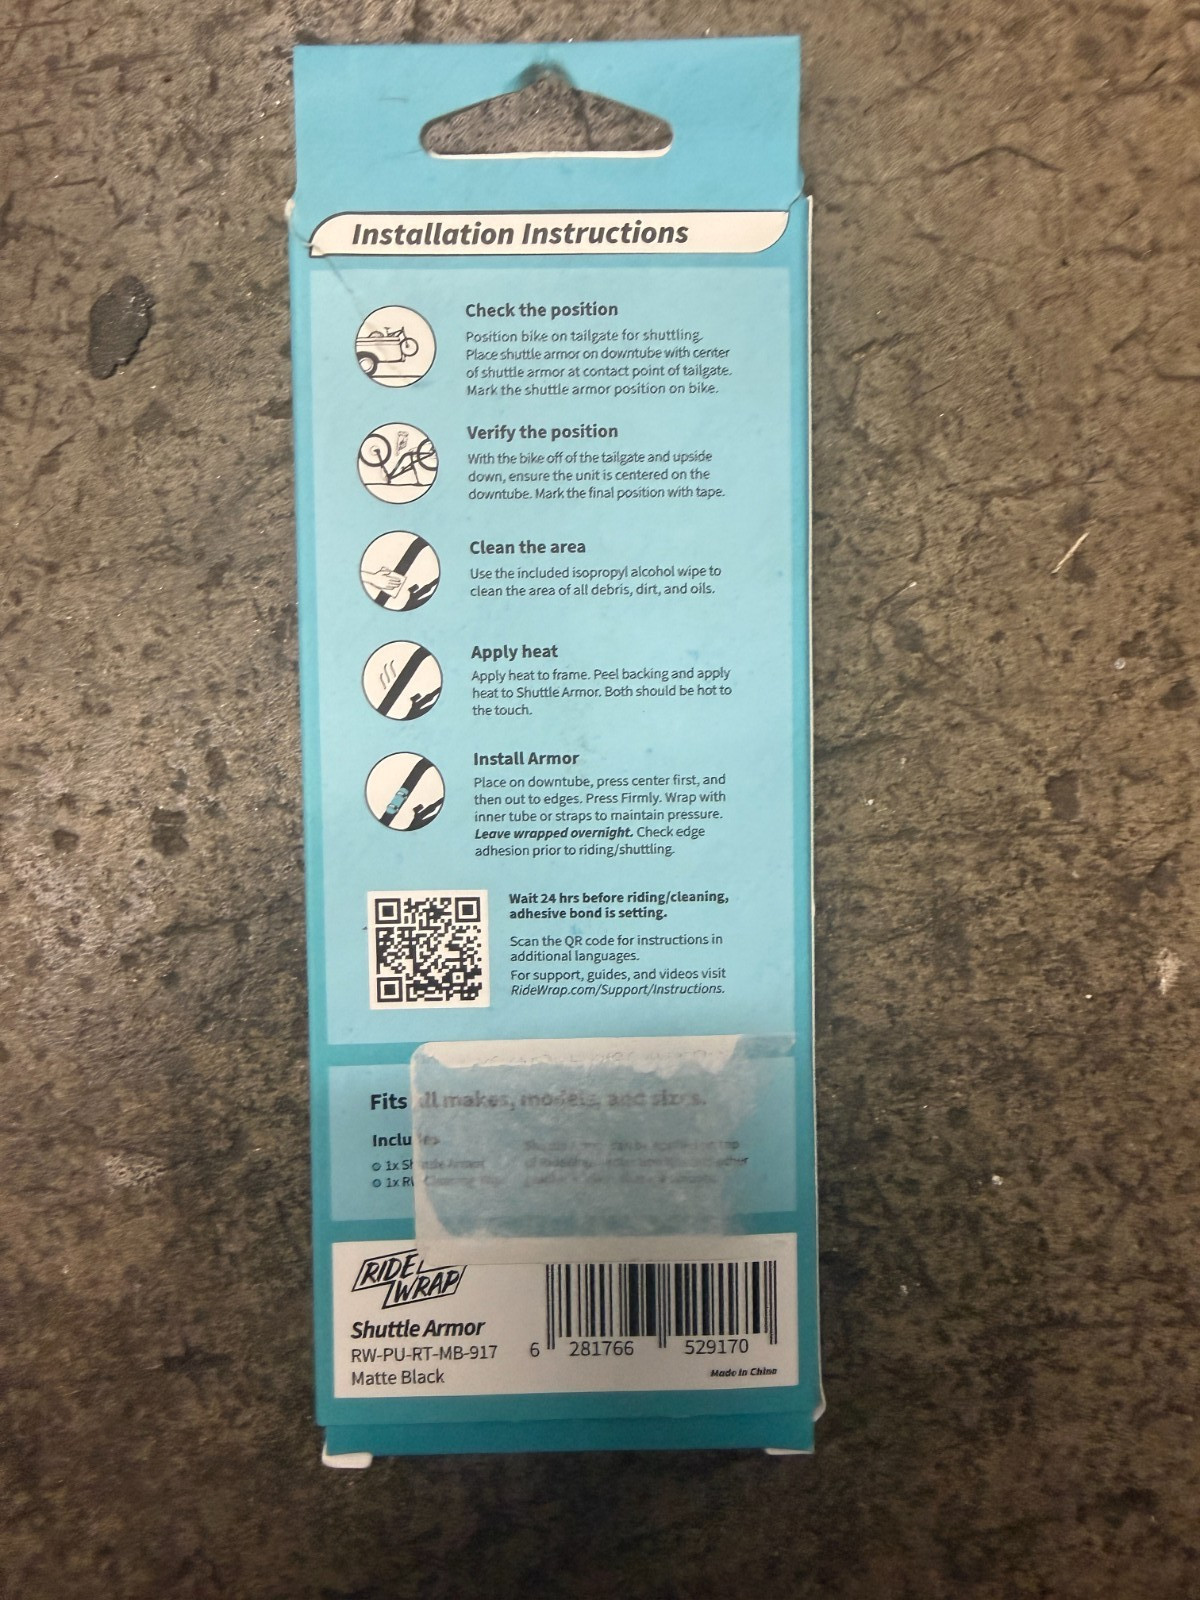 Installation Instructions
Check the position
Position bike on tailgate for shuttling.
Place shuttle armor on downtube with center
of shuttle armor at contact point of tailgate.
Mark the shuttle armor position on bike.
Verify the position
With the bike off of the tailgate and upside
down, ensure the unit is centered on the
downtube. Mark the final position with tape.
Clean the area
Use the included isopropyl alcohol wipe to
clean the area of all debris, dirt, and oils.
Apply heat
Apply heat to frame. Peel backing and apply
heat to Shuttle Armor. Both should be hot to
the touch.
Install Armor
Place on downtube, press center first, and
then out to edges. Press Firmly. Wrap with
inner tube or straps to maintain pressure.
Leave wrapped overnight. Check edge
adhesion prior to riding/shuttling.
Wait 24 hrs before riding/cleaning,
adhesive bond is setting.
Scan the QR code for instructions in
additional languages.
For support, guides, and videos visit
RideWrap.com/Support/Instructions.
Fits all makes, models, and sizes.
Includes
1x Shuttle Armor
1x RW Cleaning
RIDE
WRAP
Shuttle Armor
RW-PU-RT-MB-917
Matte Black
6 281766 529170
Made In China